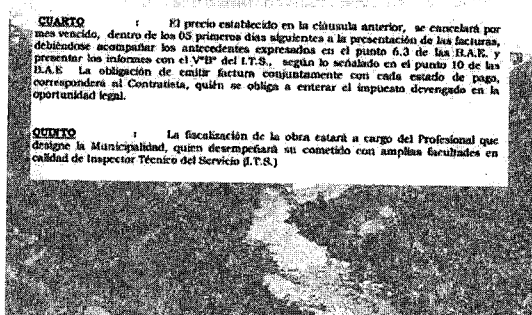 CUARTO : El precio establecido en la cláusula anterior, se cancelará por
mes vencido, dentro de los 05 primeros días siguientes a la presentación de las facturas,
debiéndose acompañar los antecedentes expresados en el punto 6.3 de las B.A.E. y
presentar los informes con el VºBº del I.T.S., según lo señalado en el punto 10 de las
B.A.E La obligación de emitir factura conjuntamente con cada estado de pago,
corresponderá al Contratista, quién se obliga a enterar el impuesto devengado en la
oportunidad legal.
QUDITO : La fiscalización de la obra estará a cargo del Profesional que
designe la Municipalidad, quien desempeñará su cometido con amplias facultades en
calidad de Inspector Técnico del Servicio (I.T.S.)